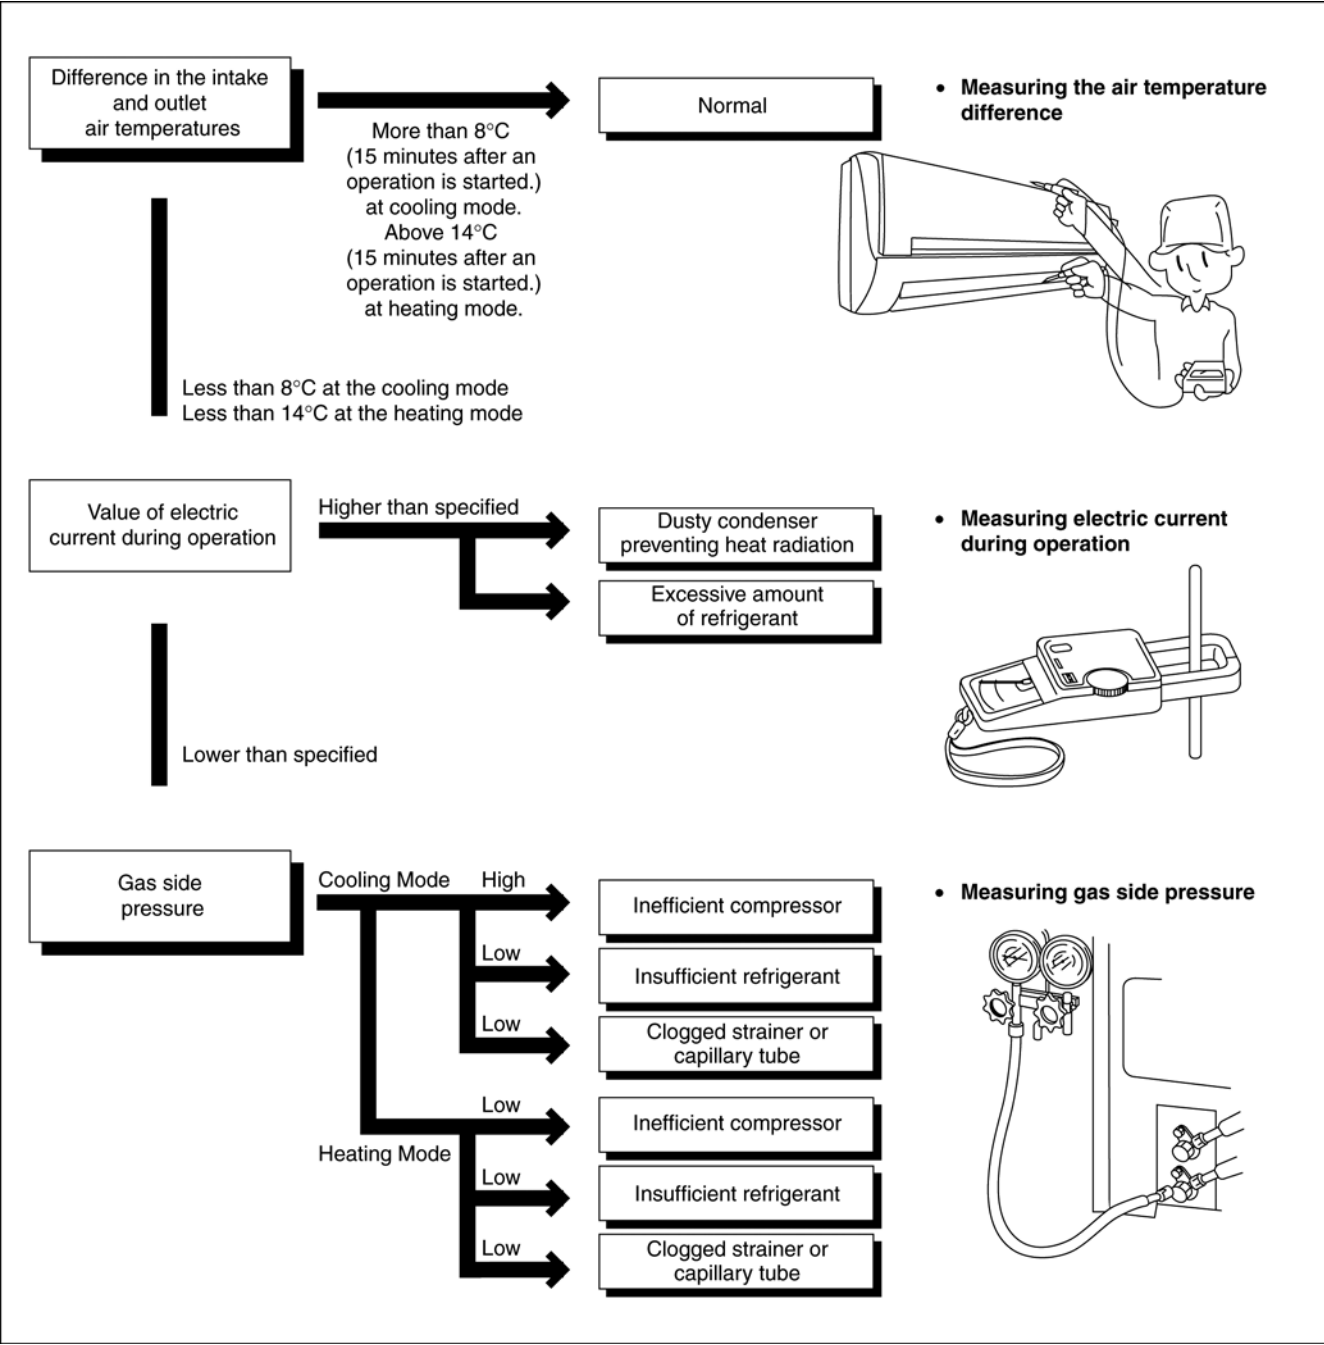 Difference in the intake
and outlet
air temperatures
More than 8°C
(15 minutes after an
operation is started.)
at cooling mode.
Above 14°C
(15 minutes after an
operation is started.)
at heating mode.
Normal
• Measuring the air temperature
difference
Less than 8°C at the cooling mode
Less than 14°C at the heating mode
Value of electric
current during operation
Higher than specified
Dusty condenser
preventing heat radiation
Excessive amount
of refrigerant
• Measuring electric current
during operation
Lower than specified
Gas side
pressure
Cooling Mode
High
Inefficient compressor
Low
Insufficient refrigerant
Low
Clogged strainer or
capillary tube
Heating Mode
Low
Inefficient compressor
Low
Insufficient refrigerant
Low
Clogged strainer or
capillary tube
• Measuring gas side pressure